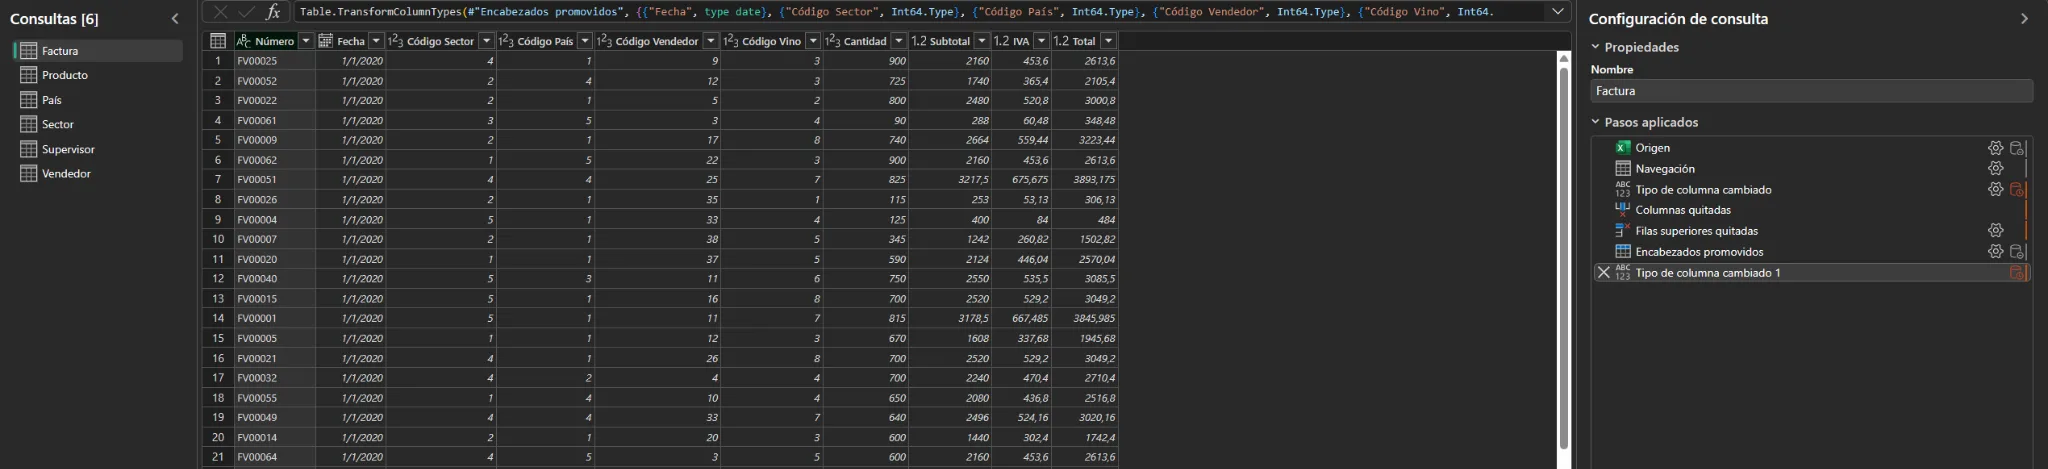 Consultas [6]
Factura
Producto
País
Sector
Supervisor
Vendedor
fx Table.TransformColumnTypes(#"Encabezados promovidos", {{"Fecha", type date}, {"Código Sector", Int64.Type}, {"Código País", Int64.Type}, {"Código Vendedor", Int64.Type}, {"Código Vino", Int64.
ABC Número Fecha 123 Código Sector 123 Código País 123 Código Vendedor 123 Código Vino 123 Cantidad 1.2 Subtotal 1.2 IVA 1.2 Total
1 FV00025 1/1/2020 4 1 9 3 900 2160 453,6 2613,6
2 FV00052 1/1/2020 2 4 12 3 725 1740 365,4 2105,4
3 FV00022 1/1/2020 2 1 5 2 800 2480 520,8 3000,8
4 FV00061 1/1/2020 3 5 3 4 90 288 60,48 348,48
5 FV00009 1/1/2020 2 1 17 8 740 2664 559,44 3223,44
6 FV00062 1/1/2020 1 5 22 3 900 2160 453,6 2613,6
7 FV00051 1/1/2020 4 4 25 7 825 3217,5 675,675 3893,175
8 FV00026 1/1/2020 2 1 35 1 115 253 53,13 306,13
9 FV00004 1/1/2020 5 1 33 4 125 400 84 484
10 FV00007 1/1/2020 2 1 38 5 345 1242 260,82 1502,82
11 FV00020 1/1/2020 1 1 37 5 590 2124 446,04 2570,04
12 FV00040 1/1/2020 5 3 11 6 750 2550 535,5 3085,5
13 FV00015 1/1/2020 5 1 16 8 700 2520 529,2 3049,2
14 FV00001 1/1/2020 5 1 11 7 815 3178,5 667,485 3845,985
15 FV00005 1/1/2020 1 1 12 3 670 1608 337,68 1945,68
16 FV00021 1/1/2020 4 1 26 8 700 2520 529,2 3049,2
17 FV00032 1/1/2020 4 2 4 4 700 2240 470,4 2710,4
18 FV00055 1/1/2020 1 4 10 4 650 2080 436,8 2516,8
19 FV00049 1/1/2020 4 4 33 7 640 2496 524,16 3020,16
20 FV00014 1/1/2020 2 1 20 3 600 1440 302,4 1742,4
21 FV00064 1/1/2020 4 5 3 5 600 2160 453,6 2613,6
Configuración de consulta
Propiedades
Nombre
Factura
Pasos aplicados
Origen
Navegación
ABC 123 Tipo de columna cambiado
Columnas quitadas
Filas superiores quitadas
Encabezados promovidos
ABC 123 Tipo de columna cambiado 1